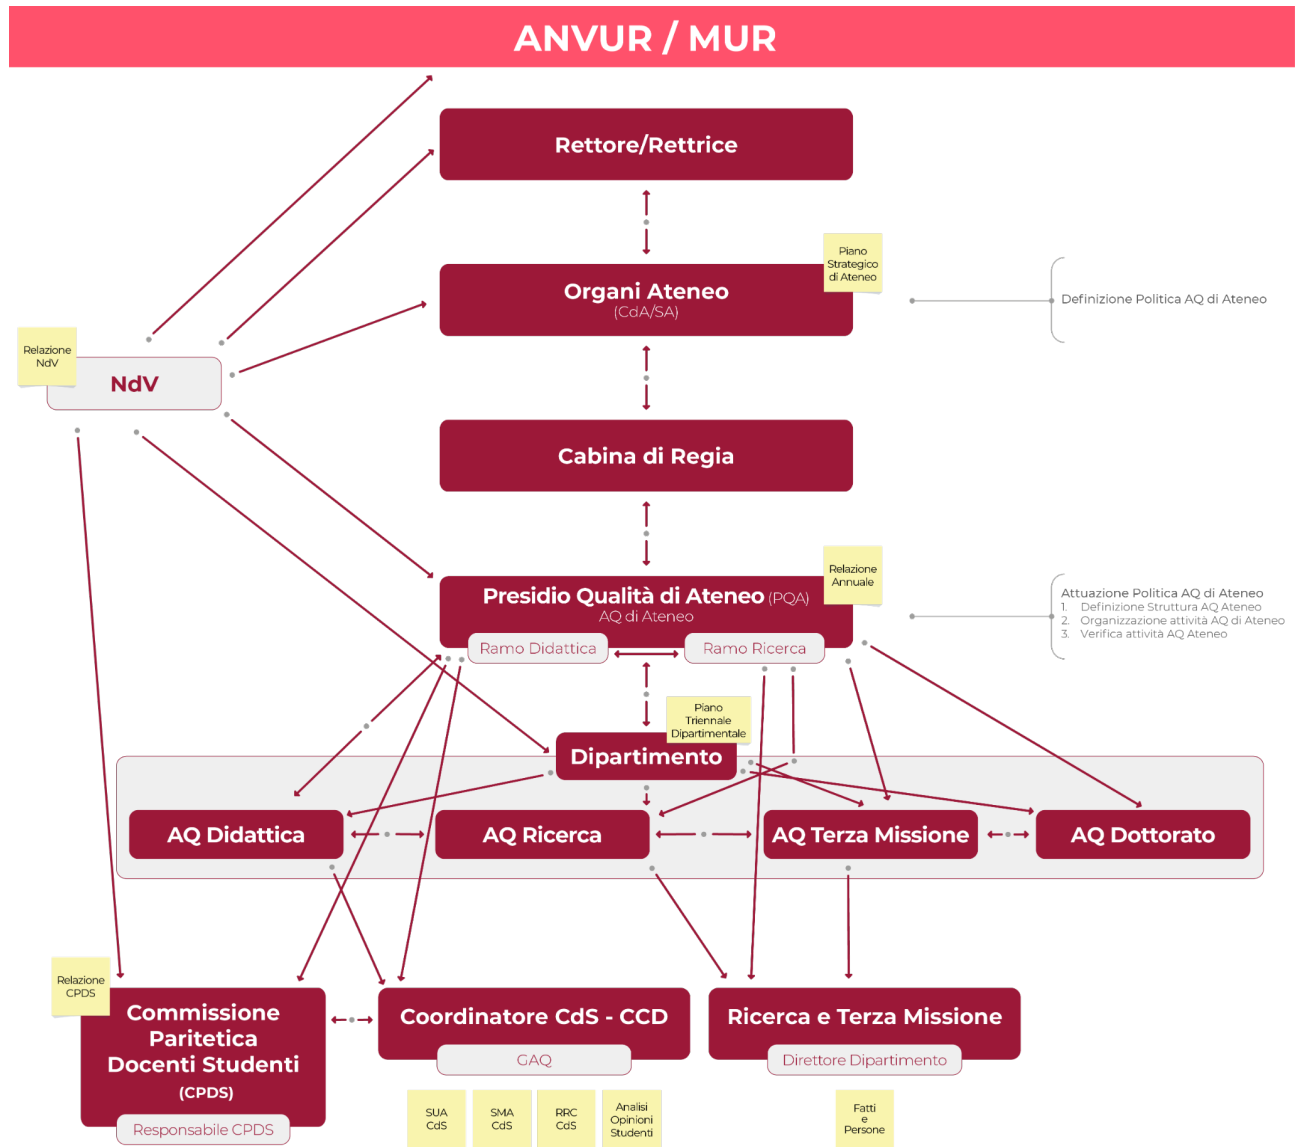 ANVUR / MUR
Rettore/Rettrice
Piano
Strategico
di Ateneo
Organi Ateneo
(CdA/SA)
Definizione Politica AQ di Ateneo
Relazione
NdV
NdV
Cabina di Regia
Relazione
Annuale
Presidio Qualità di Ateneo (PQA)
AQ di Ateneo
Ramo Didattica
Ramo Ricerca
Attuazione Politica AQ di Ateneo
1. Definizione Struttura AQ Ateneo
2. Organizzazione attività AQ di Ateneo
3. Verifica attività AQ Ateneo
Piano
Triennale
Dipartimentale
Dipartimento
AQ Didattica
AQ Ricerca
AQ Terza Missione
AQ Dottorato
Relazione
CPDS
Commissione
Paritetica
Docenti Studenti
(CPDS)
Responsabile CPDS
Coordinatore CdS - CCD
GAQ
Ricerca e Terza Missione
Direttore Dipartimento
SUA
CdS
SMA
CdS
RRC
CdS
Analisi
Opinioni
Studenti
Fatti
e
Persone